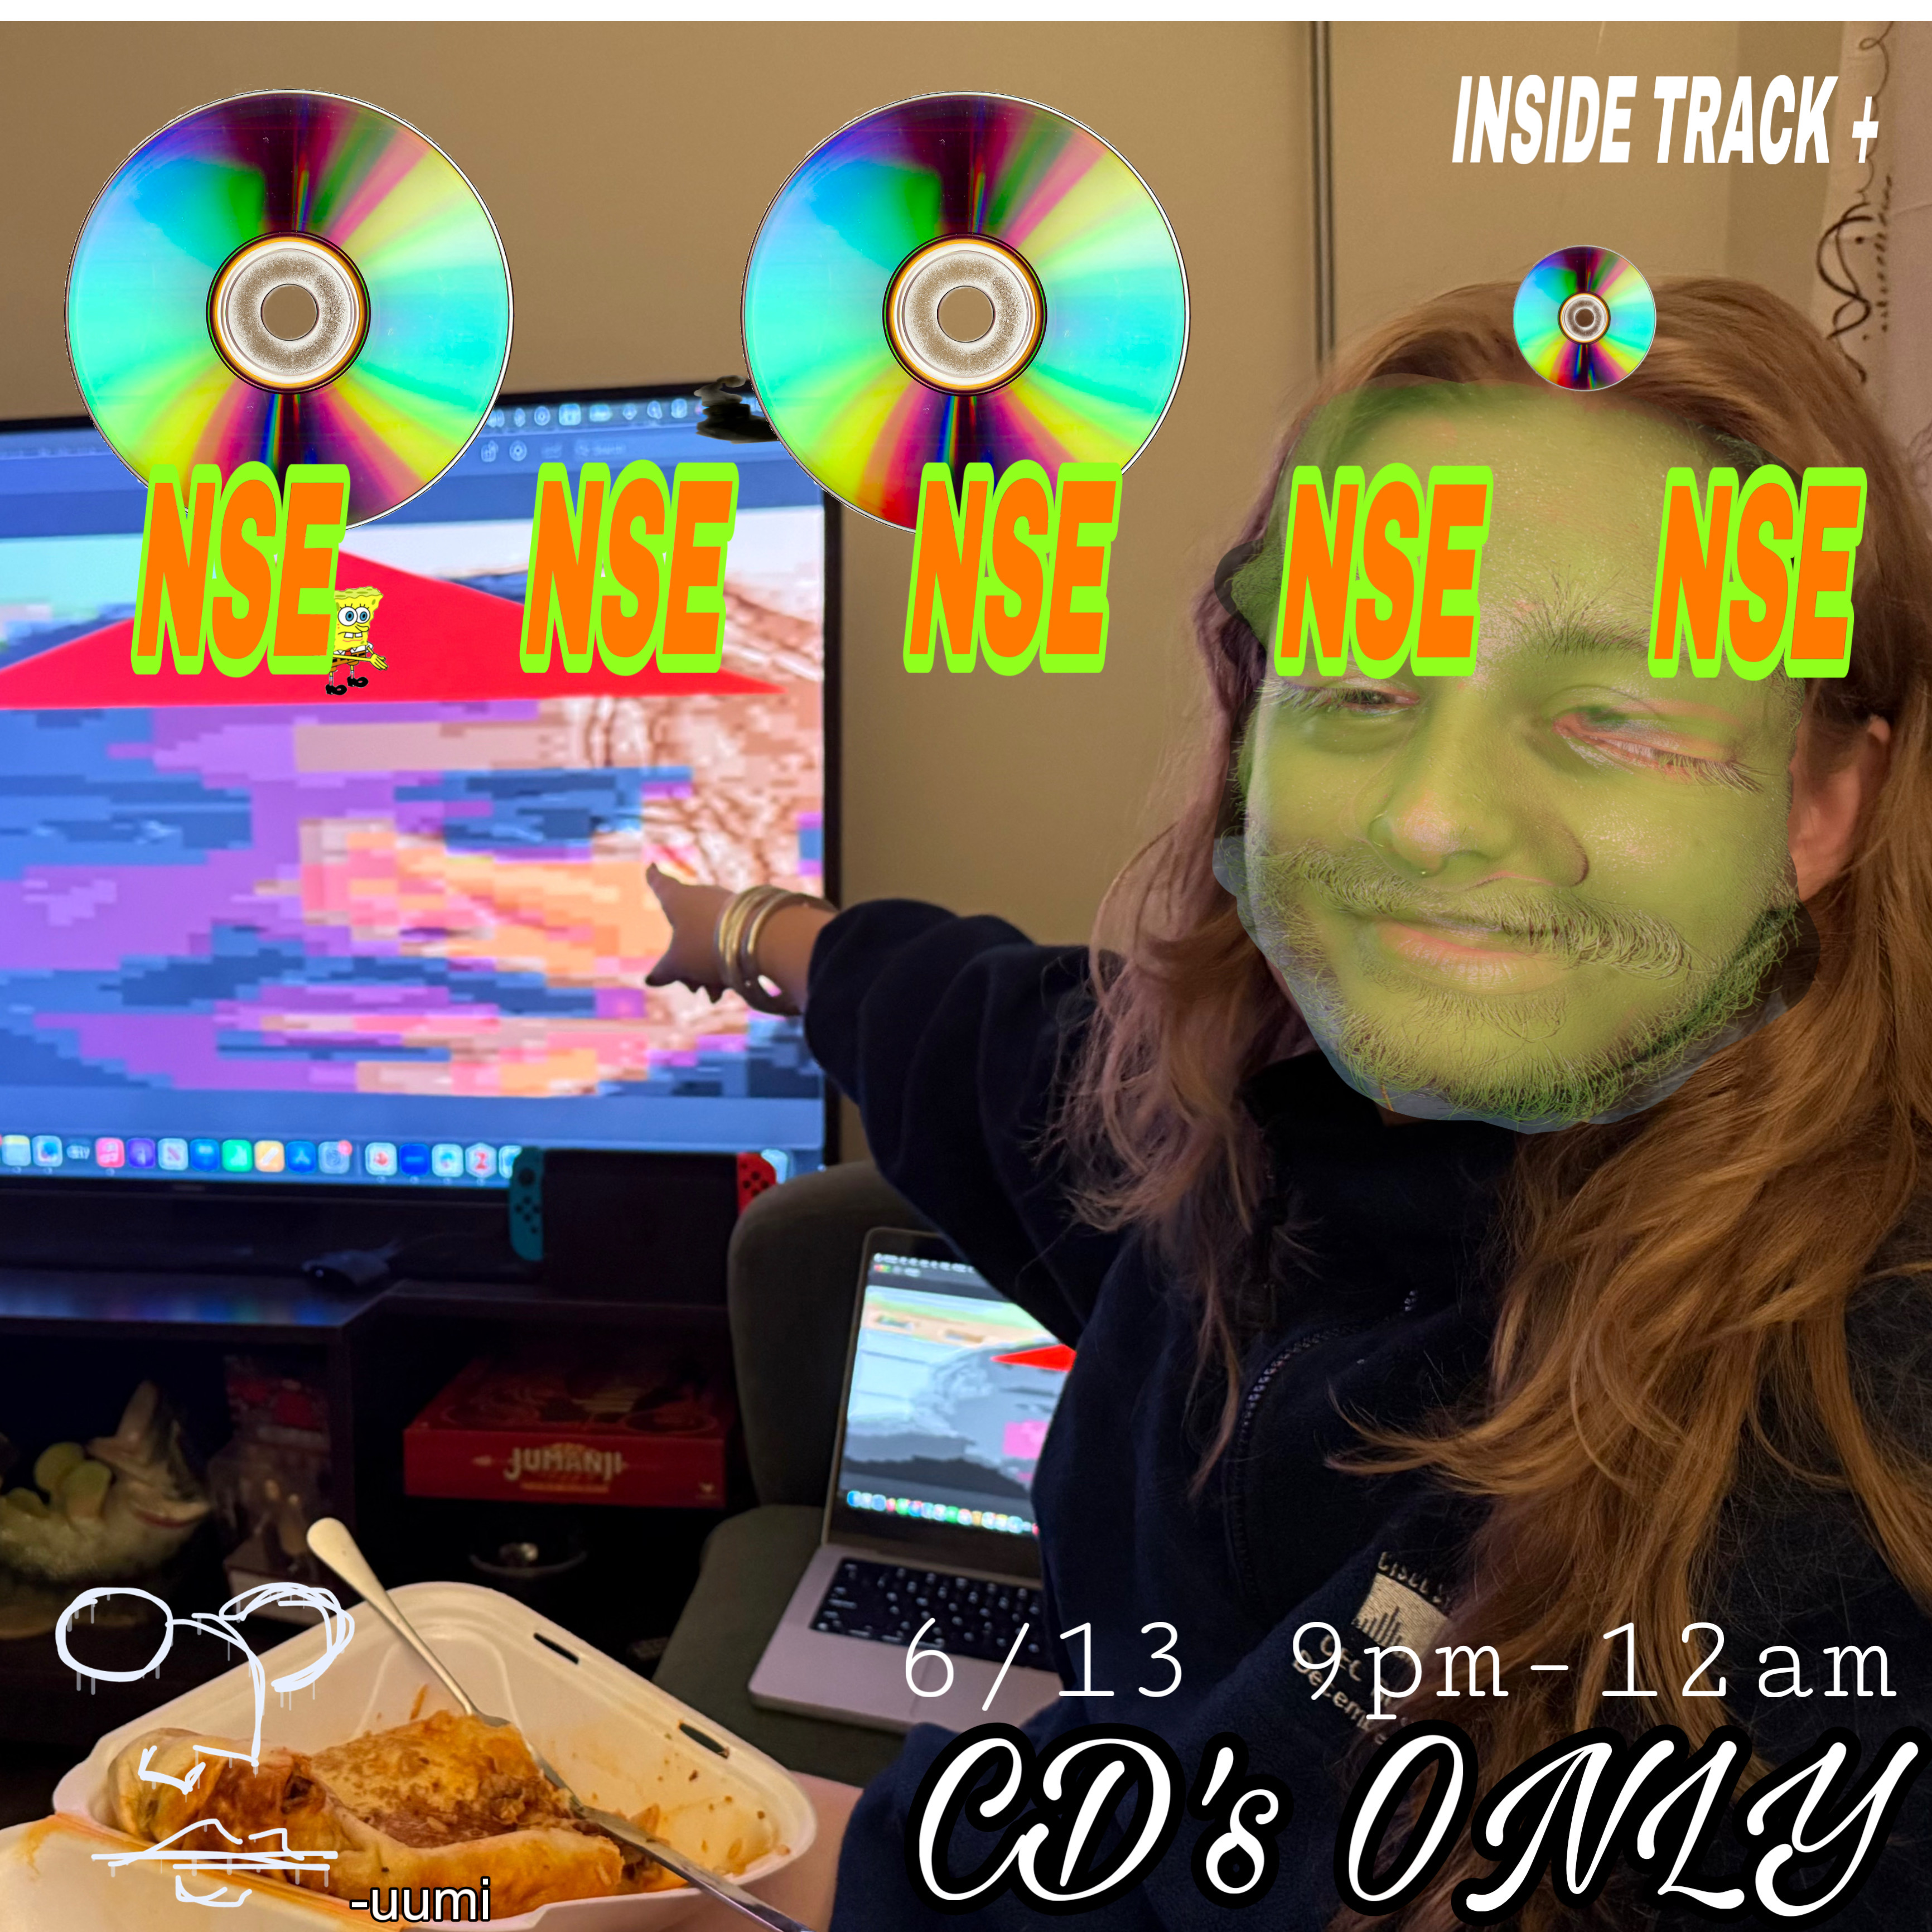 INSIDE TRACK +
NSE NSE NSE NSE NSE
JUMANJI
6/13 9pm-12am
CD's ONLY
-uumi